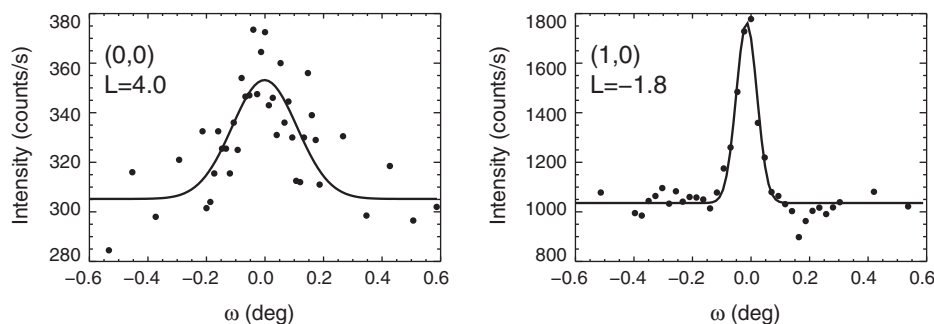 (0,0)
L=4.0
Intensity (counts/s)
380
360
340
320
300
280
−0.6 −0.4 −0.2 0.0 0.2 0.4 0.6
ω (deg)
(1,0)
L=−1.8
Intensity (counts/s)
1800
1600
1400
1200
1000
800
−0.6 −0.4 −0.2 0.0 0.2 0.4 0.6
ω (deg)